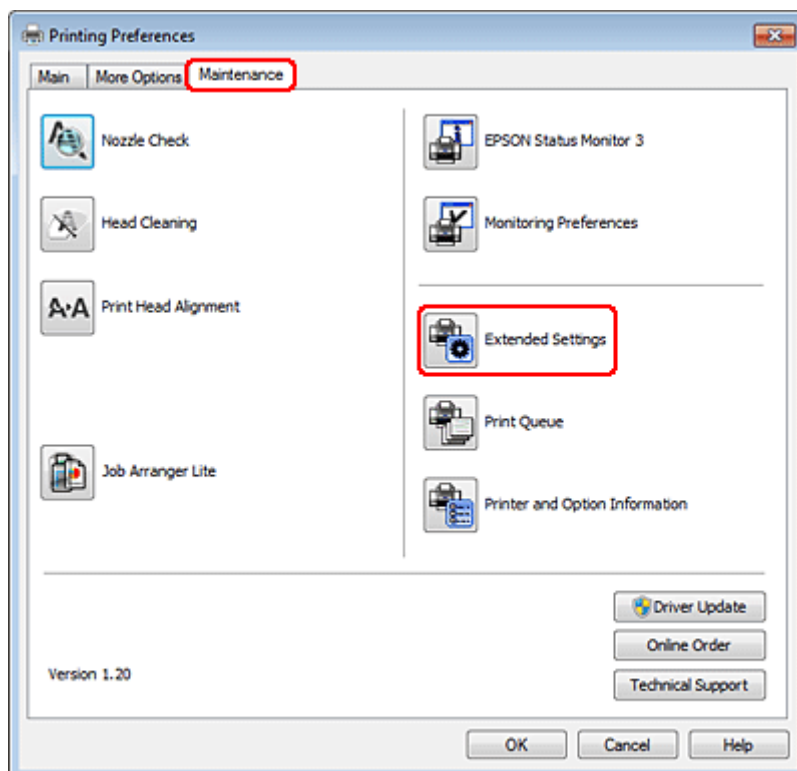 Printing Preferences
Main
More Options
Maintenance
Nozzle Check
Head Cleaning
A·A
Print Head Alignment
Job Arranger Lite
EPSON Status Monitor 3
Monitoring Preferences
Extended Settings
Print Queue
Printer and Option Information
Driver Update
Online Order
Technical Support
Version 1.20
OK
Cancel
Help